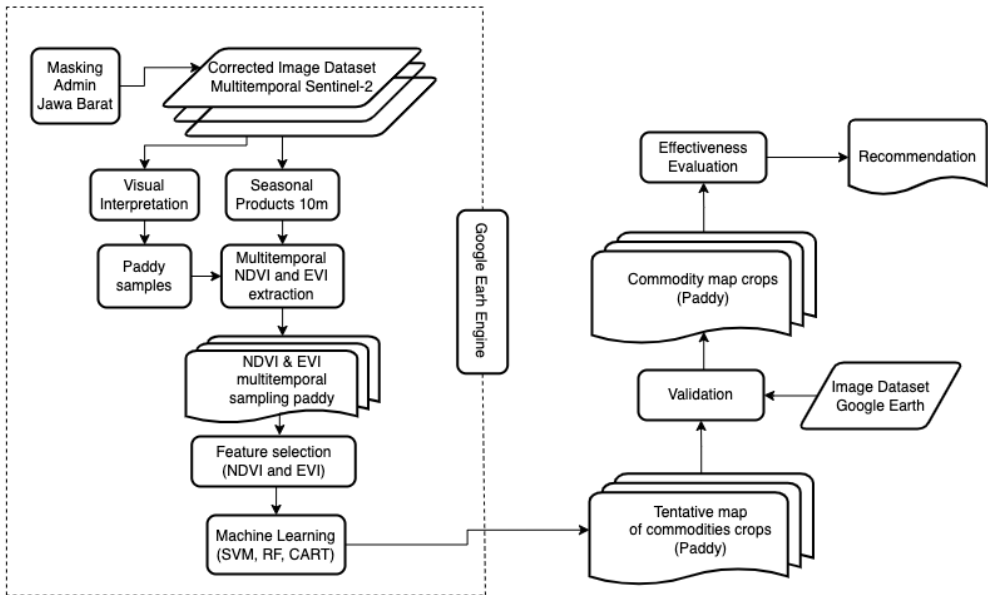 Masking
Admin
Jawa Barat
Corrected Image Dataset
Multitemporal Sentinel-2
Visual
Interpretation
Seasonal
Products 10m
Paddy
samples
Multitemporal
NDVI and EVI
extraction
NDVI & EVI
multitemporal
sampling paddy
Feature selection
(NDVI and EVI)
Machine Learning
(SVM, RF, CART)
Google Earh Engine
Effectiveness
Evaluation
Recommendation
Commodity map crops
(Paddy)
Validation
Image Dataset
Google Earth
Tentative map
of commodities crops
(Paddy)